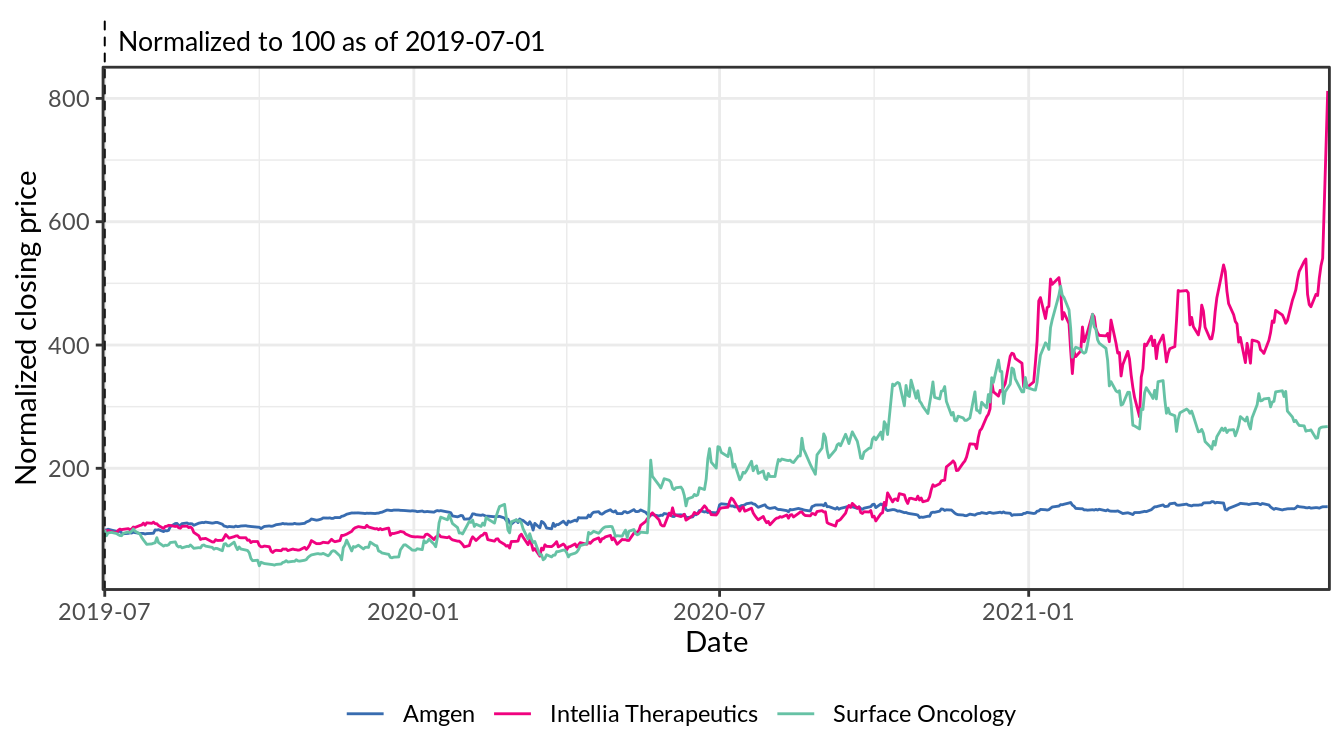 Normalized to 100 as of 2019-07-01
Normalized closing price
800
600
400
200
2019-07 2020-01 2020-07 2021-01
Date
Amgen Intellia Therapeutics Surface Oncology